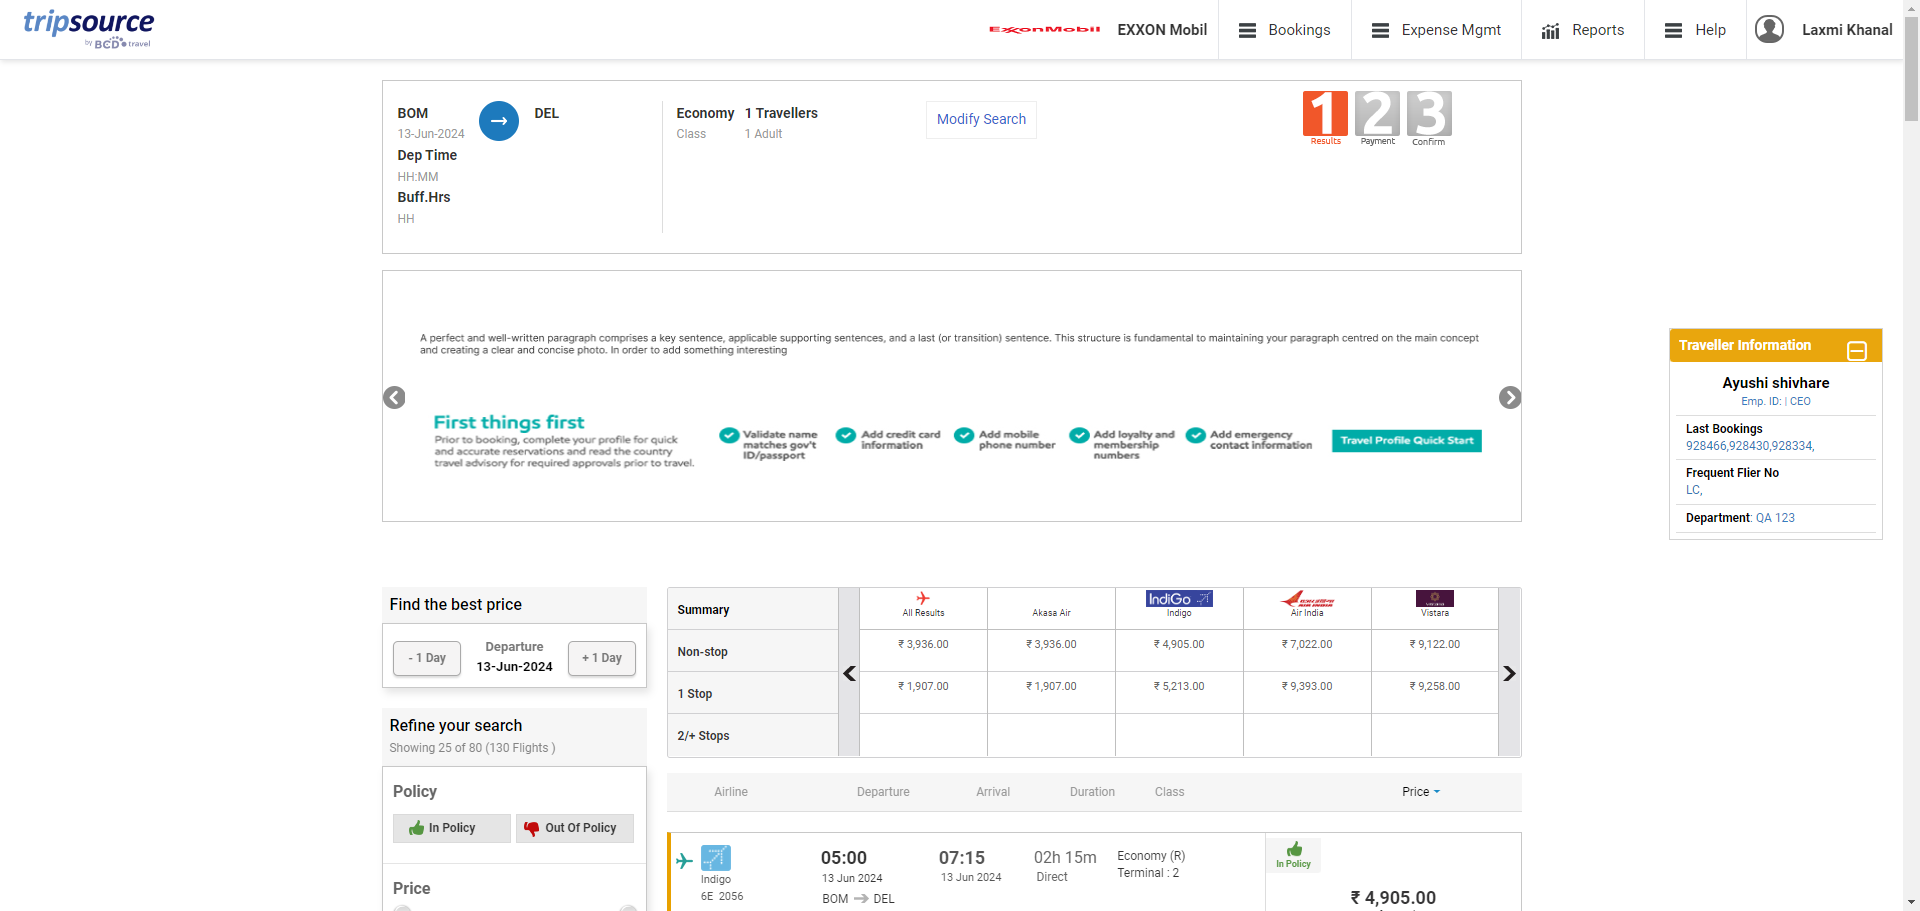 tripsource
by BCD travel
ExxonMobil
EXXON Mobil
Bookings
Expense Mgmt
Reports
Help
Laxmi Khanal
BOM
13-Jun-2024
DEL
Dep Time
HH:MM
Buff.Hrs
HH
Economy
Class
1 Travellers
1 Adult
Modify Search
1 2 3
Results Payment Confirm
A perfect and well-written paragraph comprises a key sentence, applicable supporting sentences, and a last (or transition) sentence. This structure is fundamental to maintaining your paragraph centred on the main concept
and creating a clear and concise photo. In order to add something interesting
First things first
Prior to booking, complete your profile for quick
and accurate reservations and read the country
travel advisory for required approvals prior to travel.
Validate name
matches gov't
ID/passport
Add credit card
information
Add mobile
phone number
Add loyalty and
membership
numbers
Add emergency
contact information
Travel Profile Quick Start
Traveller Information
Ayushi shivhare
Emp. ID: | CEO
Last Bookings
928466,928430,928334,
Frequent Flier No
LC,
Department: QA 123
Find the best price
- 1 Day
Departure
13-Jun-2024
+ 1 Day
Refine your search
Showing 25 of 80 (130 Flights )
Policy
In Policy
Out Of Policy
Price
Summary
All Results
Akasa Air
IndiGo
Indigo
AIR INDIA
Air India
Vistara
Non-stop
₹ 3,936.00 ₹ 3,936.00 ₹ 4,905.00 ₹ 7,022.00 ₹ 9,122.00
1 Stop
₹ 1,907.00 ₹ 1,907.00 ₹ 5,213.00 ₹ 9,393.00 ₹ 9,258.00
2/+ Stops
Airline Departure Arrival Duration Class Price
Indigo
6E 2056
05:00
13 Jun 2024
BOM DEL
07:15
13 Jun 2024
02h 15m
Direct
Economy (R)
Terminal : 2
In Policy
₹ 4,905.00